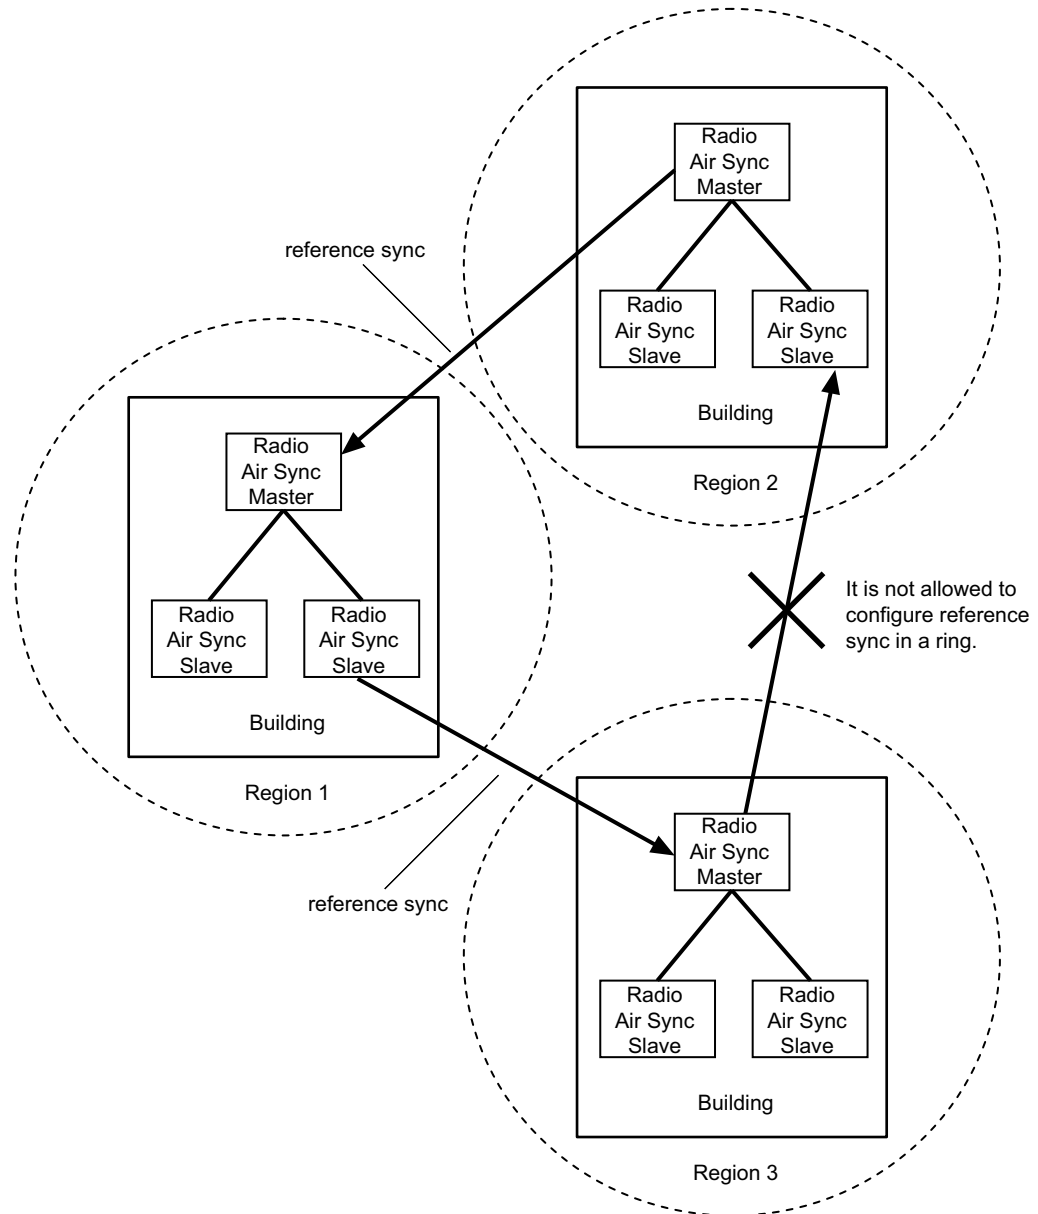 Radio
Air Sync
Master
reference sync
Radio
Air Sync
Slave
Radio
Air Sync
Slave
Building
Region 2
Radio
Air Sync
Master
Radio
Air Sync
Slave
Radio
Air Sync
Slave
Building
Region 1
It is not allowed to
configure reference
sync in a ring.
reference sync
Radio
Air Sync
Master
Radio
Air Sync
Slave
Radio
Air Sync
Slave
Building
Region 3